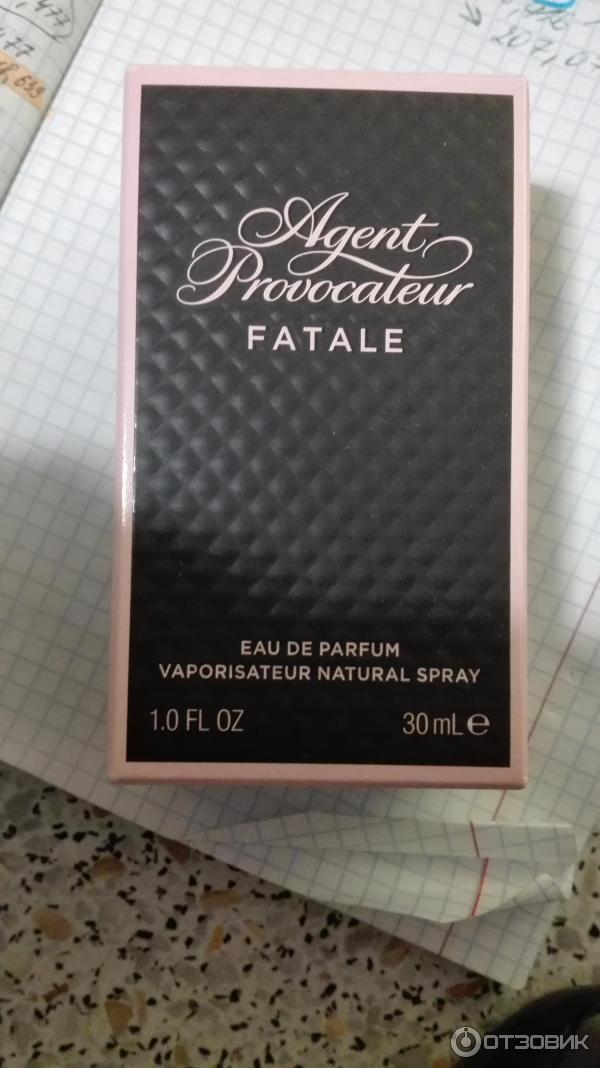 Agent
Provocateur
FATALE
EAU DE PARFUM
VAPORISATEUR NATURAL SPRAY
1.0 FL OZ 30 mL ℮
ОТЗОВИК